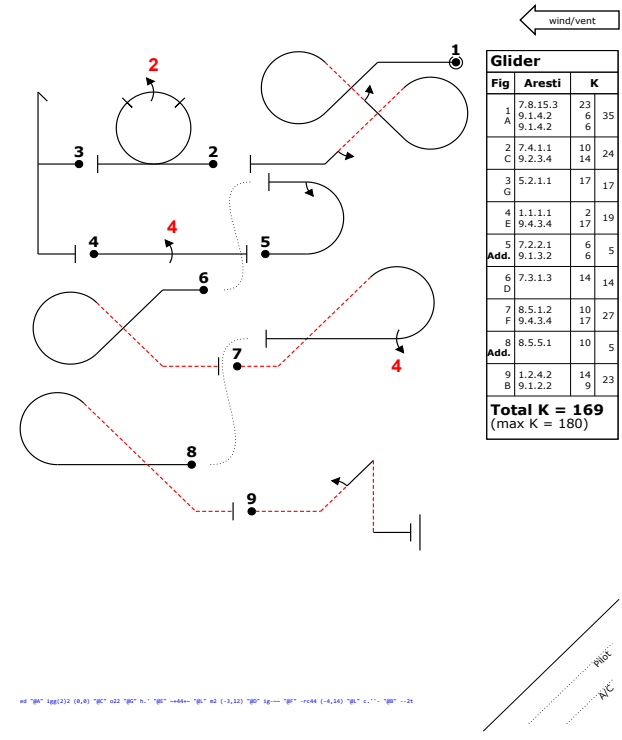 wind/vent
1
2
3
2
4
4
5
6
7
4
8
9
Glider
Fig Aresti K
1 7.8.15.3 23
A 9.1.4.2 6 35
9.1.4.2 6
2 7.4.1.1 10
C 9.2.3.4 14 24
3 5.2.1.1 17 17
G
4 1.1.1.1 2
E 9.4.3.4 17 19
5 7.2.2.1 6
Add. 9.1.3.2 6 5
6 7.3.1.3 14 14
D
7 8.5.1.2 10
F 9.4.3.4 17 27
8 8.5.5.1 10
Add. 5
9 1.2.4.2 14
B 9.1.2.2 9 23
Total K = 169
(max K = 180)
Pilot
A/C